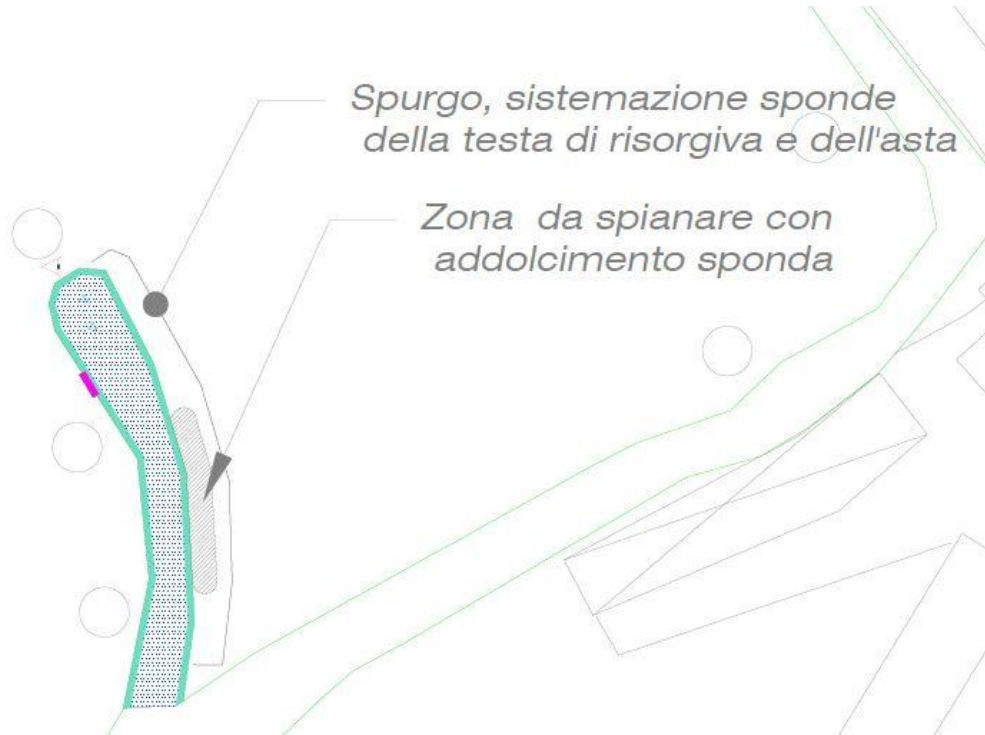 Spurgo, sistemazione sponde
della testa di risorgiva e dell'asta
Zona da spianare con
addolcimento sponda